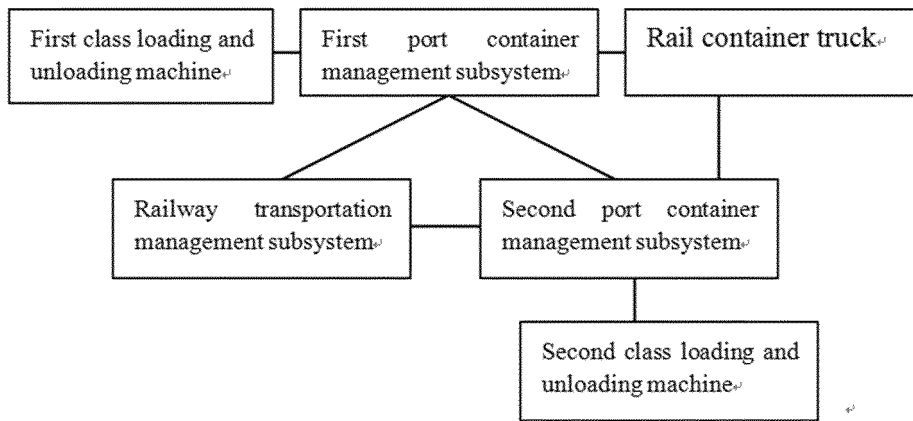 First class loading and
unloading machine
First port container
management subsystem
Rail container truck
Railway transportation
management subsystem
Second port container
management subsystem
Second class loading and
unloading machine